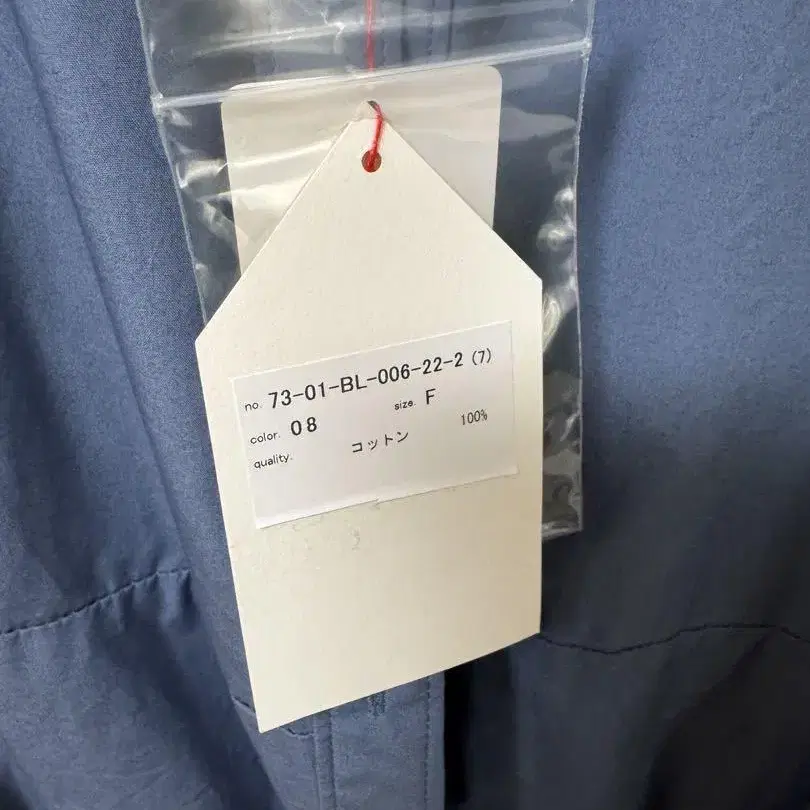 no. 73-01-BL-006-22-2 (7)
color. 08 size. F
quality. コットン 100%